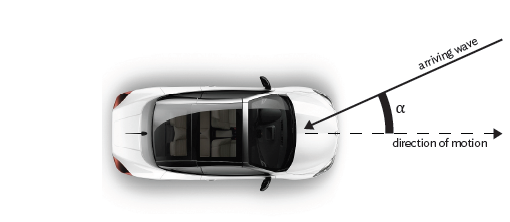 arriving wave
α
direction of motion